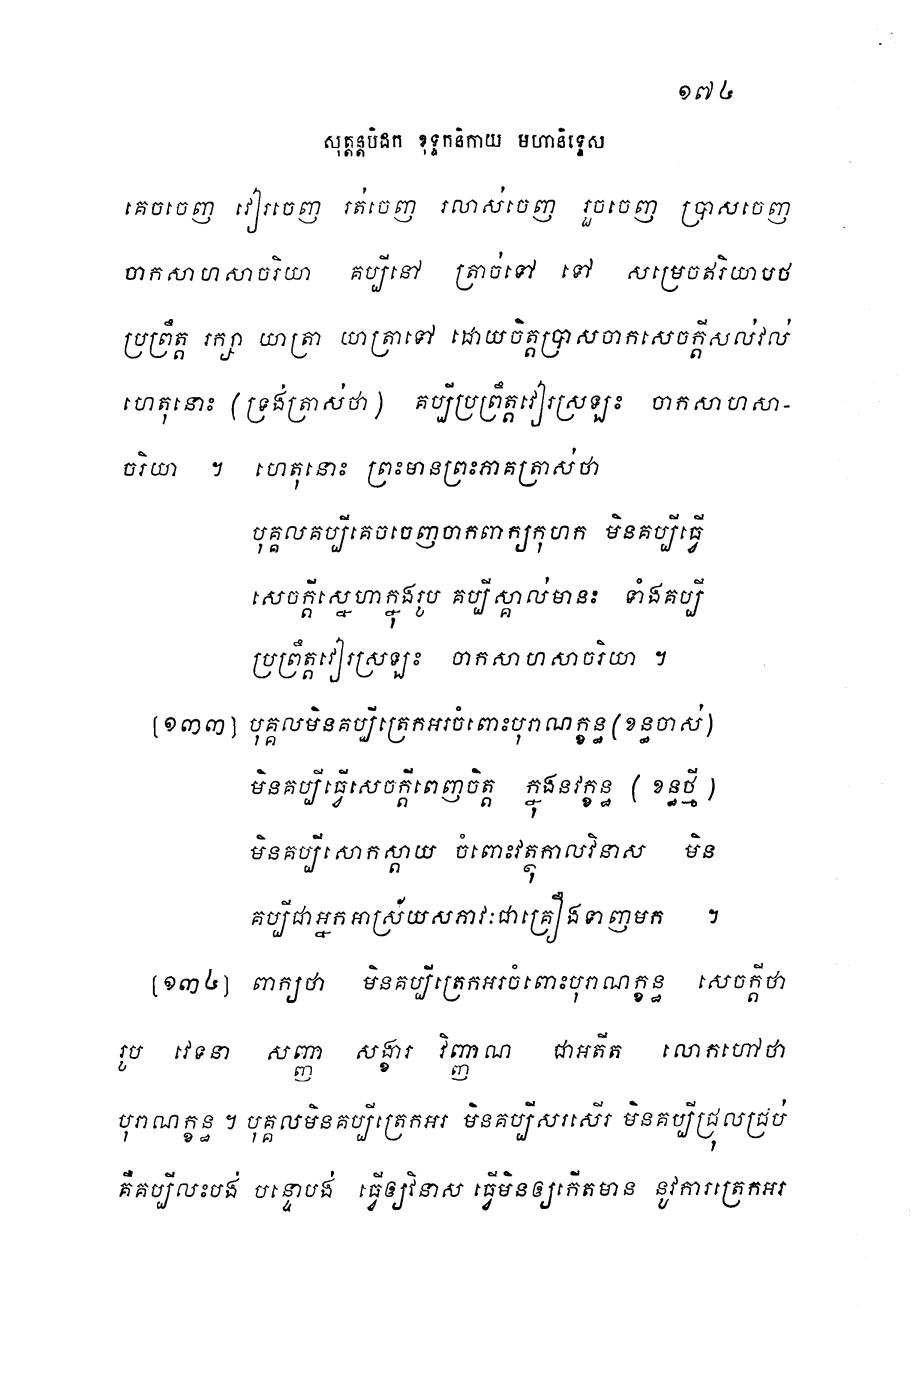 ១៧៤
សុត្តន្តបិដក ខុទ្ទកនិកាយ មហានិទ្ទេស
គេចចេញ វៀរចេញ រត់ចេញ រលាស់ចេញ រួចចេញ ប្រាសចេញ
ចាកសាហសាចរិយា គប្បីនៅ ត្រាច់ទៅ ទៅ សម្រេចឥរិយាបថ
ប្រព្រឹត្ត រក្សា យាត្រា យាត្រាទៅ ដោយចិត្តប្រាសចាកសេចក្តីសល់វល់
ហេតុនោះ (ទ្រង់ត្រាស់ថា) គប្បីប្រព្រឹត្តវៀរស្រឡះ ចាកសាហសា-
ចរិយា ។ ហេតុនោះ ព្រះមានព្រះភាគត្រាស់ថា
បុគ្គលគប្បីគេចចេញចាកពាក្យកុហក មិនគប្បីធ្វើ
សេចក្តីស្នេហាក្នុងរូប គប្បីស្គាល់មានះ ទាំងគប្បី
ប្រព្រឹត្តវៀរស្រឡះ ចាកសាហសាចរិយា ។
[១៣៣] បុគ្គលមិនគប្បីត្រេកអរចំពោះបុរាណក្ខន្ធ (ខន្ធចាស់)
មិនគប្បីធ្វើសេចក្តីពេញចិត្ត ក្នុងនវក្ខន្ធ (ខន្ធថ្មី)
មិនគប្បីសោកស្តាយ ចំពោះវត្ថុកាលវិនាស មិន
គប្បីជាអ្នកអាស្រ័យសភាវៈជាគ្រឿងទាញមក ។
[១៣៤] ពាក្យថា មិនគប្បីត្រេកអរចំពោះបុរាណក្ខន្ធ សេចក្តីថា
រូប វេទនា សញ្ញា សង្ខារ វិញ្ញាណ ជាអតីត លោកហៅថា
បុរាណក្ខន្ធ ។ បុគ្គលមិនគប្បីត្រេកអរ មិនគប្បីសរសើរ មិនគប្បីជ្រុលជ្រប់
គឺគប្បីលះបង់ បន្ទោបង់ ធ្វើឲ្យវិនាស ធ្វើមិនឲ្យកើតមាន នូវការត្រេកអរ